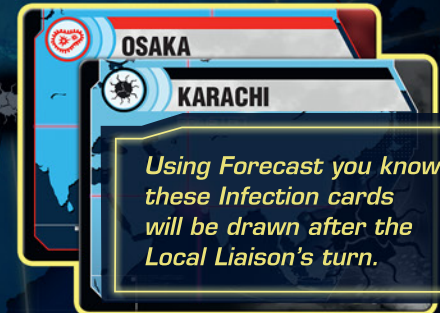 OSAKA
KARACHI
Using Forecast you know
these Infection cards
will be drawn after the
Local Liaison's turn.